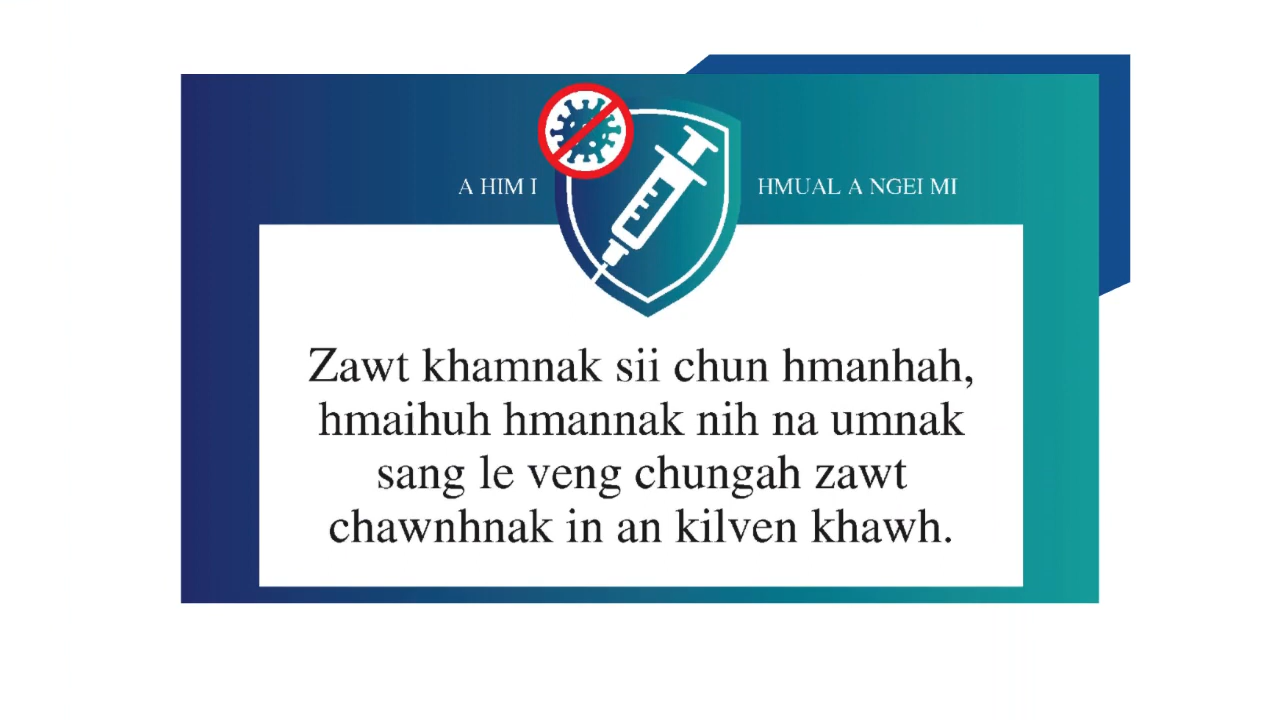 A HIM I HMUAL A NGEI MI
Zawt khamnak sii chun hmanhah,
hmaihuh hmannak nih na umnak
sang le veng chungah zawt
chawnhnak in an kilven khawh.